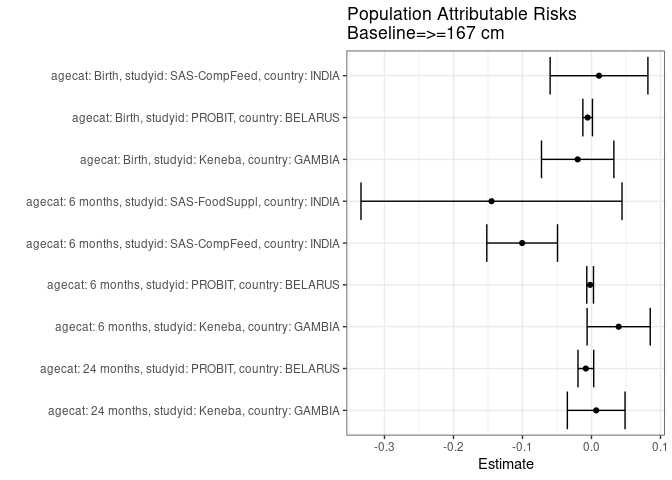 Population Attributable Risks
Baseline=>=167 cm
agecat: Birth, studyid: SAS-CompFeed, country: INDIA
agecat: Birth, studyid: PROBIT, country: BELARUS
agecat: Birth, studyid: Keneba, country: GAMBIA
agecat: 6 months, studyid: SAS-FoodSuppl, country: INDIA
agecat: 6 months, studyid: SAS-CompFeed, country: INDIA
agecat: 6 months, studyid: PROBIT, country: BELARUS
agecat: 6 months, studyid: Keneba, country: GAMBIA
agecat: 24 months, studyid: PROBIT, country: BELARUS
agecat: 24 months, studyid: Keneba, country: GAMBIA
-0.3 -0.2 -0.1 0.0 0.1
Estimate